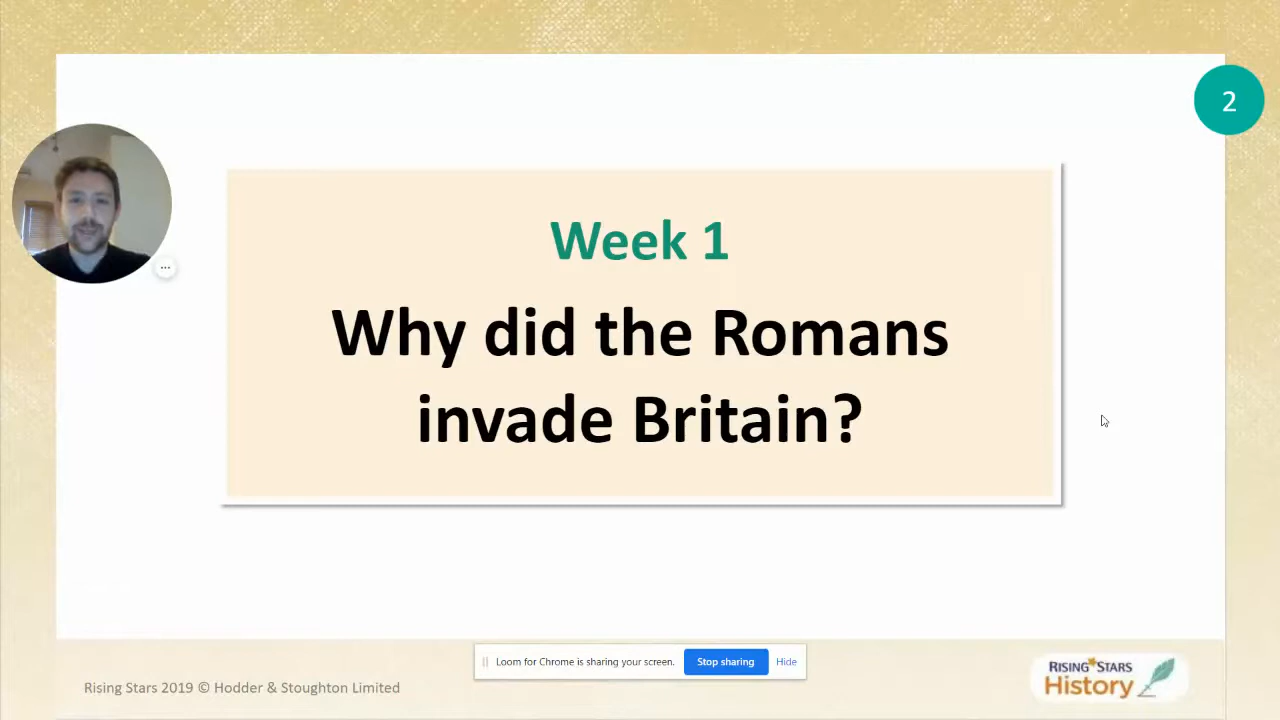 2
Week 1
Why did the Romans
invade Britain?
Loom for Chrome is sharing your screen. Stop sharing Hide
Rising Stars 2019 © Hodder & Stoughton Limited
RISING STARS
History